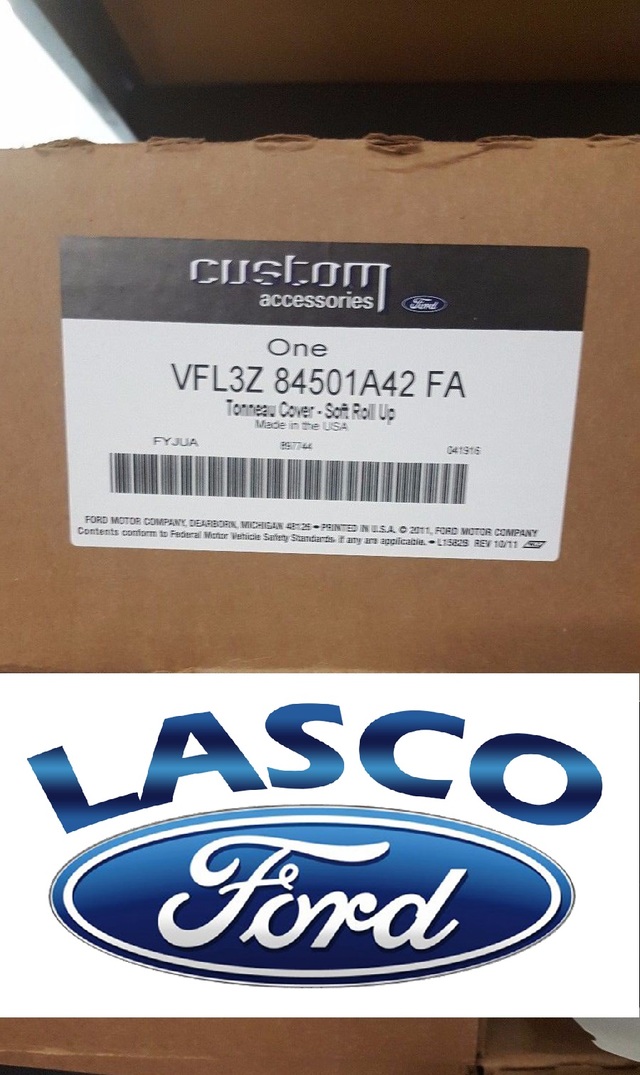 custom
accessories Ford
One
VFL3Z 84501A42 FA
Tonneau Cover - Soft Roll Up
Made in the USA
FYJUA 897744 041916
FORD MOTOR COMPANY, DEARBORN, MICHIGAN 48126 - PRINTED IN U.S.A. © 2011, FORD MOTOR COMPANY
Contents conform to Federal Motor Vehicle Safety Standards. If any are applicable. - L1582B REV 10/11
LASCO
Ford